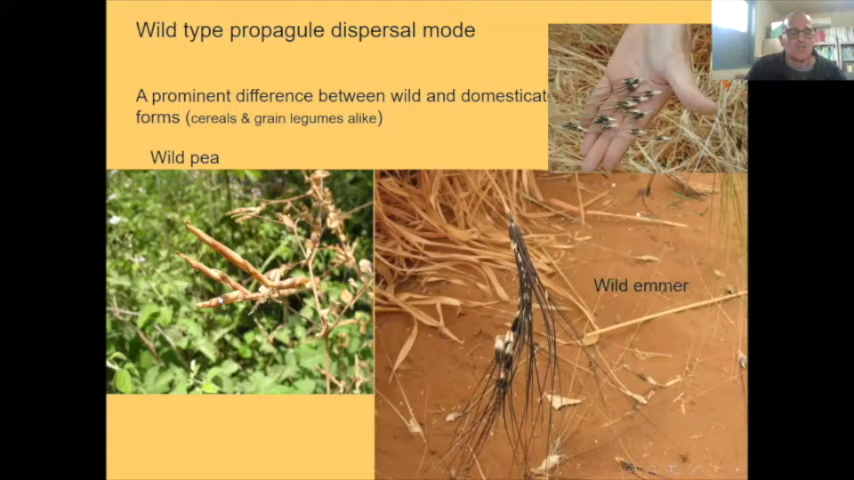 Wild type propagule dispersal mode
A prominent difference between wild and domesticat
forms (cereals & grain legumes alike)
Wild pea
Wild emmer